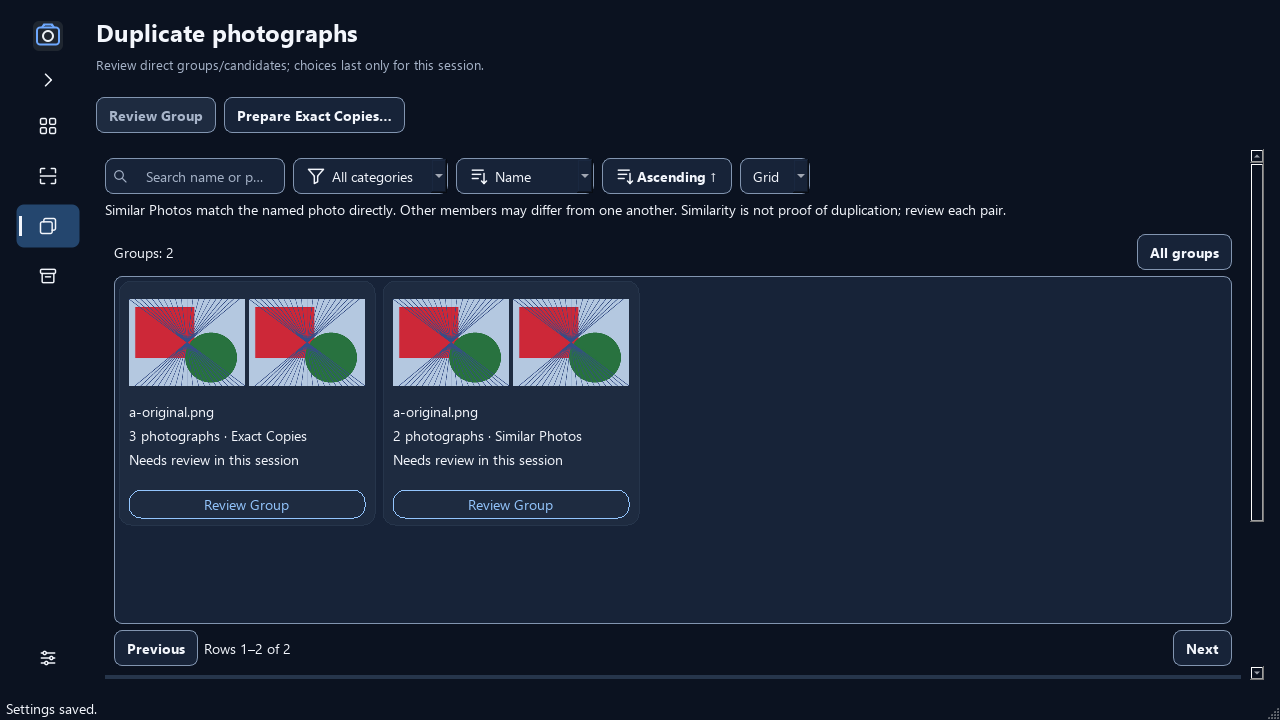 Duplicate photographs
Review direct groups/candidates; choices last only for this session.
Review Group
Prepare Exact Copies...
Search name or p...
All categories
Name
Ascending ↑
Grid
Similar Photos match the named photo directly. Other members may differ from one another. Similarity is not proof of duplication; review each pair.
Groups: 2
All groups
a-original.png
3 photographs · Exact Copies
Needs review in this session
Review Group
a-original.png
2 photographs · Similar Photos
Needs review in this session
Review Group
Previous
Rows 1–2 of 2
Next
Settings saved.